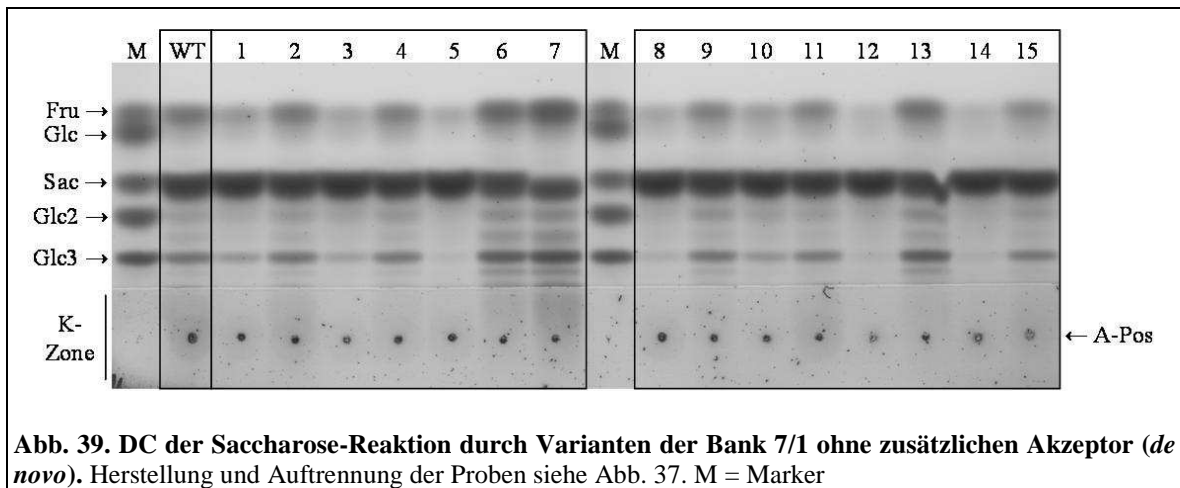 M WT 1 2 3 4 5 6 7 M 8 9 10 11 12 13 14 15
Fru →
Glc →
Sac →
Glc2 →
Glc3 →
K-
Zone
← A-Pos
Abb. 39. DC der Saccharose-Reaktion durch Varianten der Bank 7/1 ohne zusätzlichen Akzeptor (de
novo). Herstellung und Auftrennung der Proben siehe Abb. 37. M = Marker